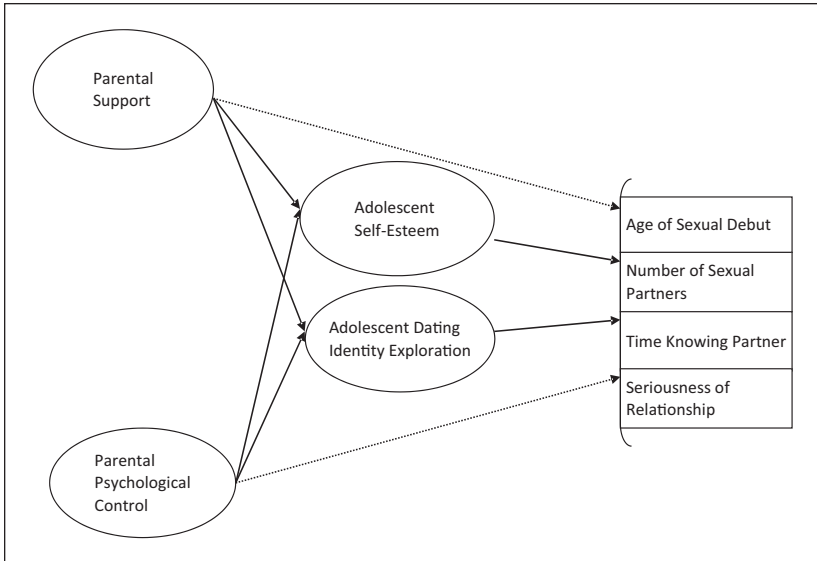 Parental
Support
Adolescent
Self-Esteem
Age of Sexual Debut
Number of Sexual
Partners
Adolescent Dating
Identity Exploration
Time Knowing Partner
Seriousness of
Relationship
Parental
Psychological
Control